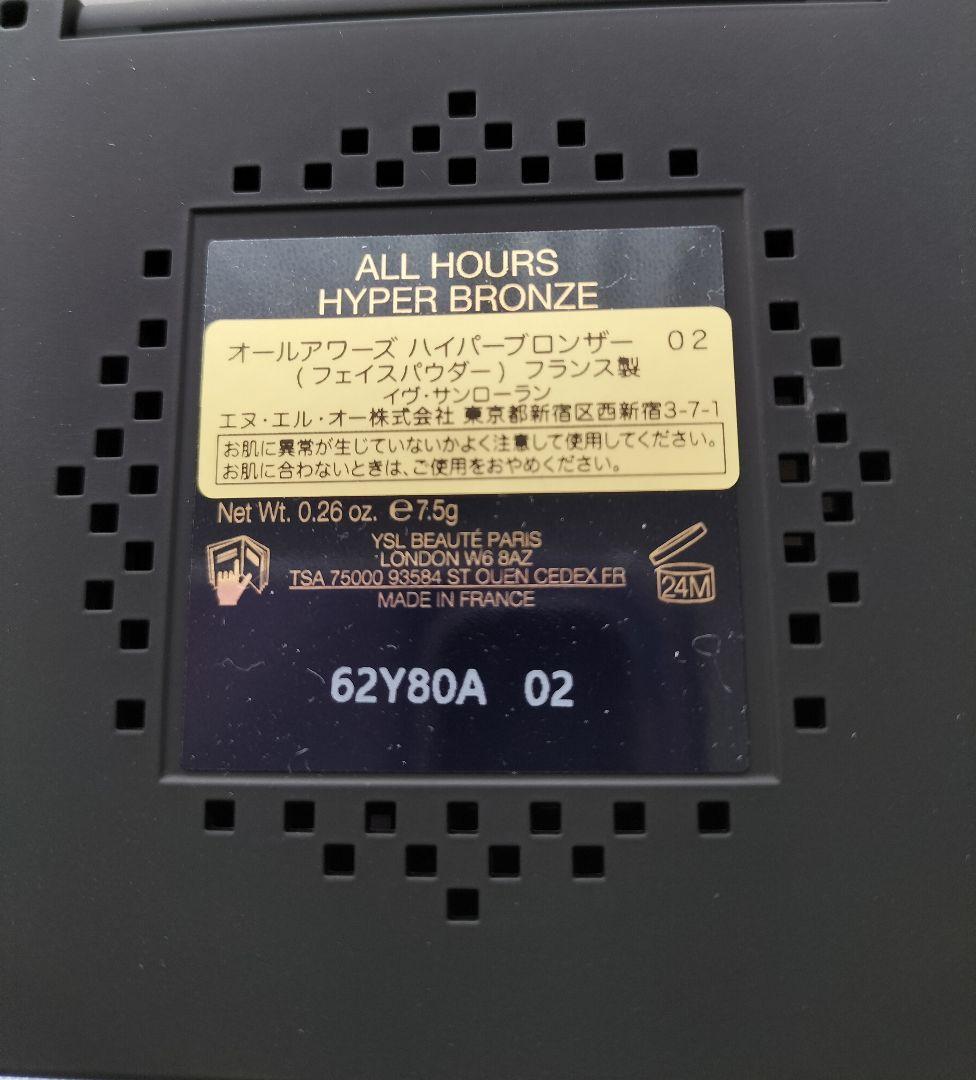 ALL HOURS
HYPER BRONZE
オールアワーズ ハイパーブロンザー 02
(フェイスパウダー) フランス製
イヴ・サンローラン
エヌ・エル・オー株式会社 東京都新宿区西新宿3-7-1
お肌に異常が生じていないかよく注意して使用してください。
お肌に合わないときは、ご使用をおやめください。
Net Wt. 0.26 oz. ℮7.5g
YSL BEAUTÉ PARIS
LONDON W6 8AZ
TSA 75000 93584 ST OUEN CEDEX FR
MADE IN FRANCE
24M
62Y80A 02